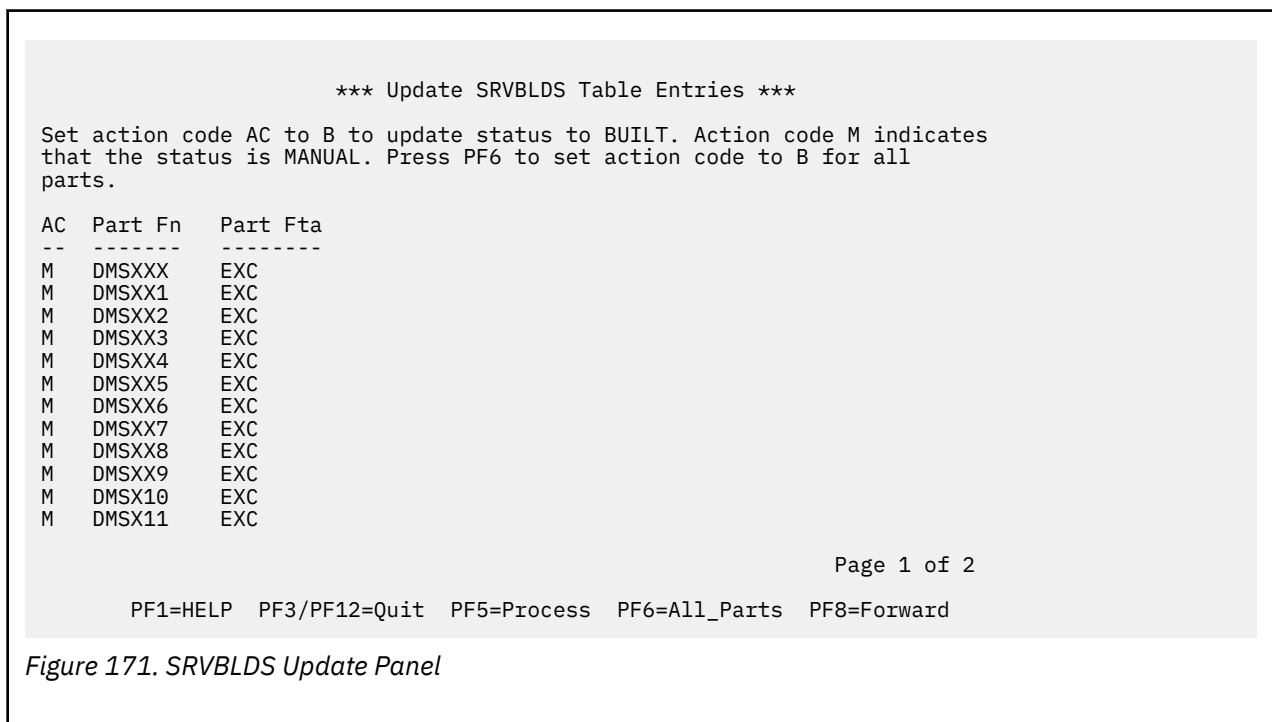 *** Update SRVBLDS Table Entries ***
Set action code AC to B to update status to BUILT. Action code M indicates
that the status is MANUAL. Press PF6 to set action code to B for all
parts.
AC  Part Fn   Part Fta
--  -------   --------
M   DMSXXX    EXC
M   DMSXX1    EXC
M   DMSXX2    EXC
M   DMSXX3    EXC
M   DMSXX4    EXC
M   DMSXX5    EXC
M   DMSXX6    EXC
M   DMSXX7    EXC
M   DMSXX8    EXC
M   DMSXX9    EXC
M   DMSX10    EXC
M   DMSX11    EXC
Page 1 of 2
PF1=HELP  PF3/PF12=Quit  PF5=Process  PF6=All_Parts  PF8=Forward
Figure 171. SRVBLDS Update Panel